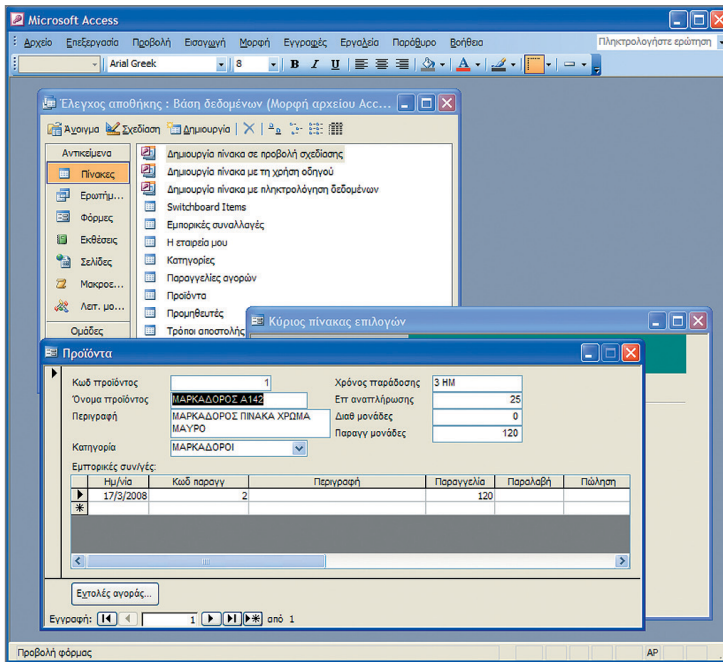 Microsoft Access
Αρχείο Επεξεργασία Προβολή Εισαγωγή Μορφή Εγγραφές Εργαλεία Παράθυρο Βοήθεια Πληκτρολογήστε ερώτηση
Arial Greek 8 B I U
Έλεγχος αποθήκης : Βάση δεδομένων (Μορφή αρχείου Acc...
Άνοιγμα Σχεδίαση Δημιουργία
Αντικείμενα
Πίνακες
Ερωτήμ...
Φόρμες
Εκθέσεις
Σελίδες
Μακροε...
Λειτ. μο...
Ομάδες
Δημιουργία πίνακα σε προβολή σχεδίασης
Δημιουργία πίνακα με τη χρήση οδηγού
Δημιουργία πίνακα με πληκτρολόγηση δεδομένων
Switchboard Items
Εμπορικές συναλλαγές
Η εταιρεία μου
Κατηγορίες
Παραγγελίες αγορών
Προϊόντα
Προμηθευτές
Τρόποι αποστολής
Κύριος πίνακας επιλογών
Προϊόντα
Κωδ προϊόντος 1 Χρόνος παράδοσης 3 ΗΜ
Όνομα προϊόντος ΜΑΡΚΑΔΟΡΟΣ Α142 Επ αναπλήρωσης 25
Περιγραφή ΜΑΡΚΑΔΟΡΟΣ ΠΙΝΑΚΑ ΧΡΩΜΑ ΜΑΥΡΟ Διαθ μονάδες 0
Παραγγ μονάδες 120
Κατηγορία ΜΑΡΚΑΔΟΡΟΙ
Εμπορικές συν/γές:
Ημ/νία Κωδ παραγγ Περιγραφή Παραγγελία Παραλαβή Πώληση
17/3/2008 2 120
Εντολές αγοράς...
Εγγραφή: 1 από 1
Προβολή φόρμας AP